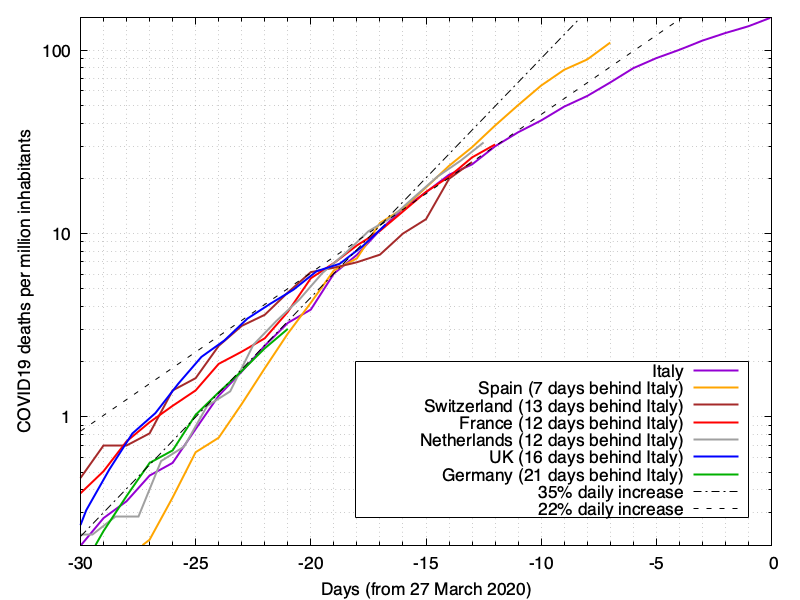 100
10
1
COVID19 deaths per million inhabitants
Italy
Spain (7 days behind Italy)
Switzerland (13 days behind Italy)
France (12 days behind Italy)
Netherlands (12 days behind Italy)
UK (16 days behind Italy)
Germany (21 days behind Italy)
35% daily increase
22% daily increase
-30 -25 -20 -15 -10 -5 0
Days (from 27 March 2020)